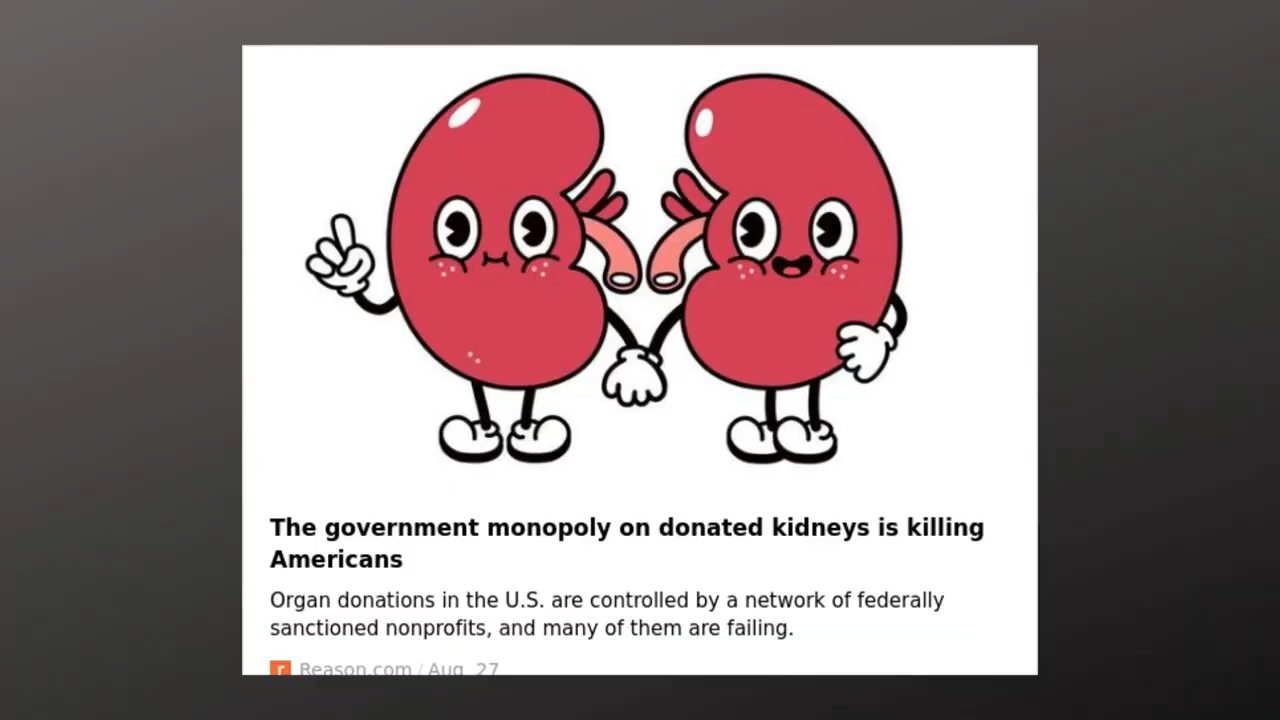 The government monopoly on donated kidneys is killing
Americans
Organ donations in the U.S. are controlled by a network of federally
sanctioned nonprofits, and many of them are failing.
r Reason.com / Aug. 27